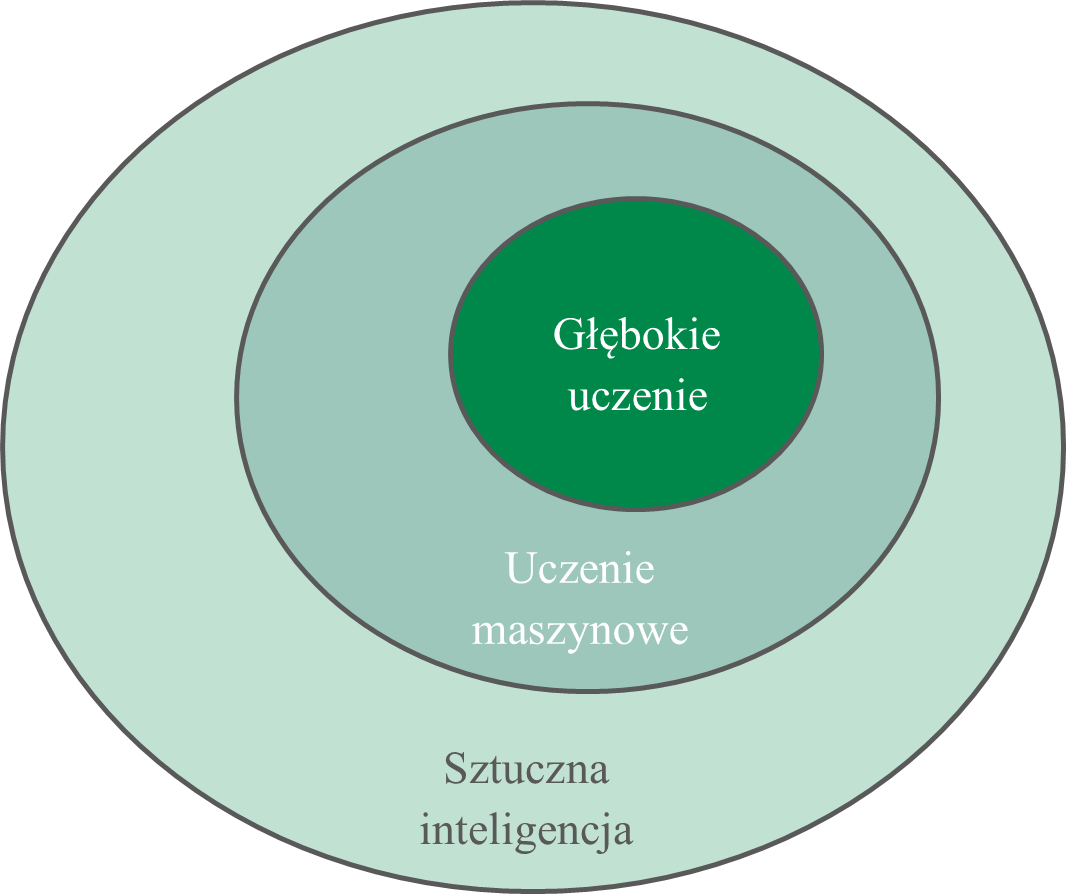 Głębokie
uczenie
Uczenie
maszynowe
Sztuczna
inteligencja